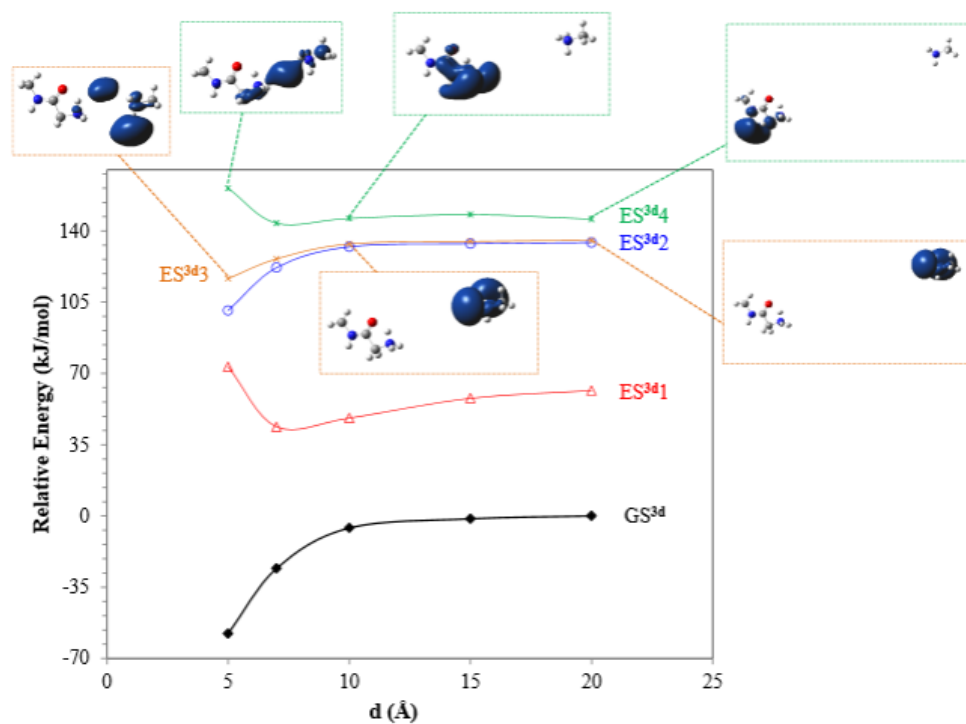 140
105
70
35
0
-35
-70
Relative Energy (kJ/mol)
ES3d4
ES3d2
ES3d3
ES3d1
GS3d
0 5 10 15 20 25
d (Å)